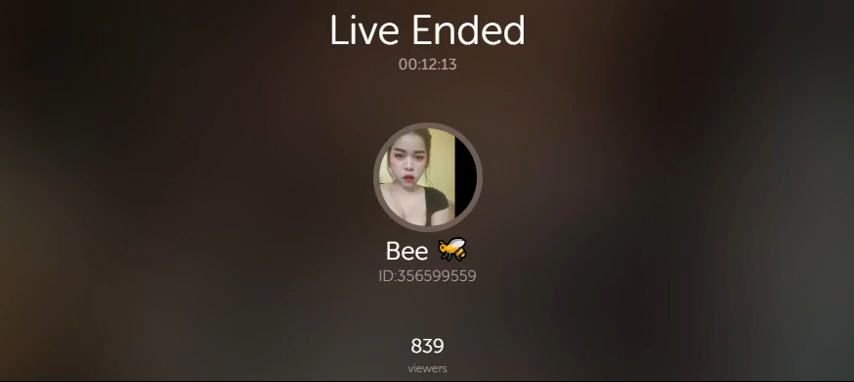 Live Ended
00:12:13
Bee 🐝
ID:356599559
839
viewers